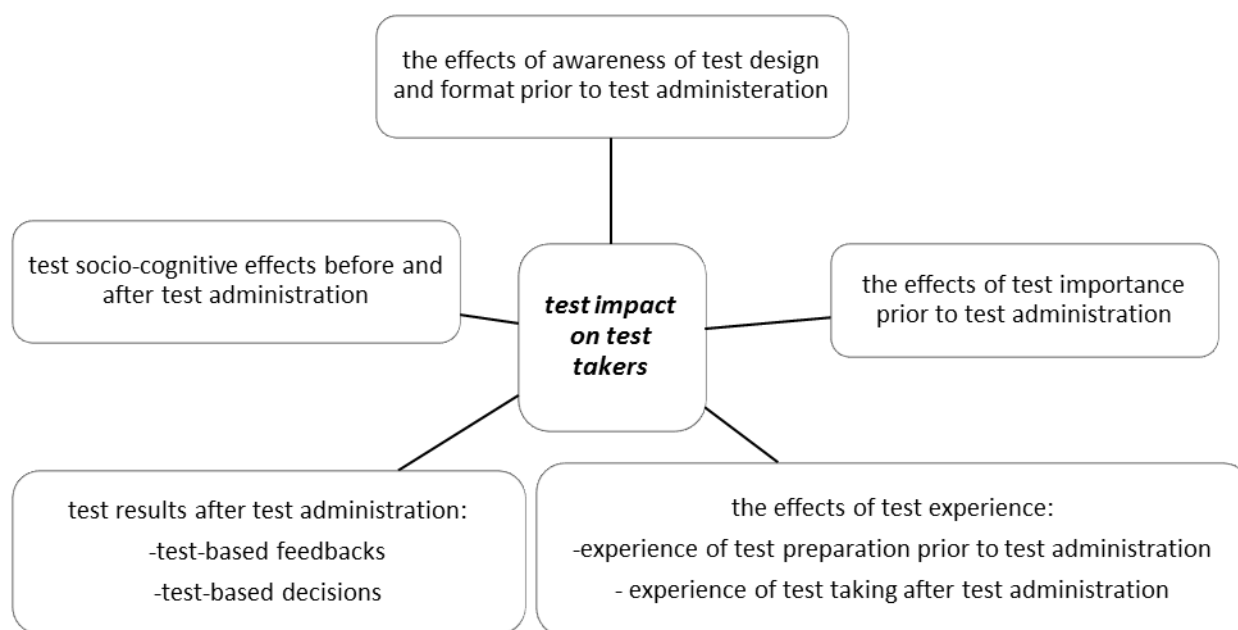 the effects of awareness of test design
and format prior to test administeration
test socio-cognitive effects before and
after test administration
test impact
on test
takers
the effects of test importance
prior to test administration
test results after test administration:
-test-based feedbacks
-test-based decisions
the effects of test experience:
-experience of test preparation prior to test administration
- experience of test taking after test administration